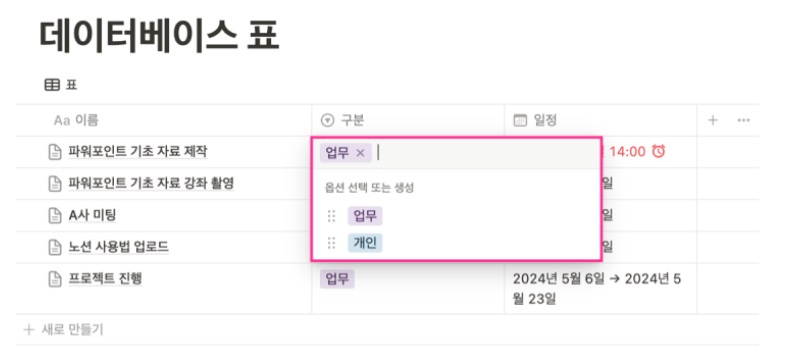 데이터베이스 표
표
Aa 이름
구분
일정
파워포인트 기초 자료 제작
업무 ×
14:00
파워포인트 기초 자료 강좌 촬영
일
옵션 선택 또는 생성
A사 미팅
업무
일
노션 사용법 업로드
개인
일
프로젝트 진행
업무
2024년 5월 6일 → 2024년 5
월 23일
+ 새로 만들기